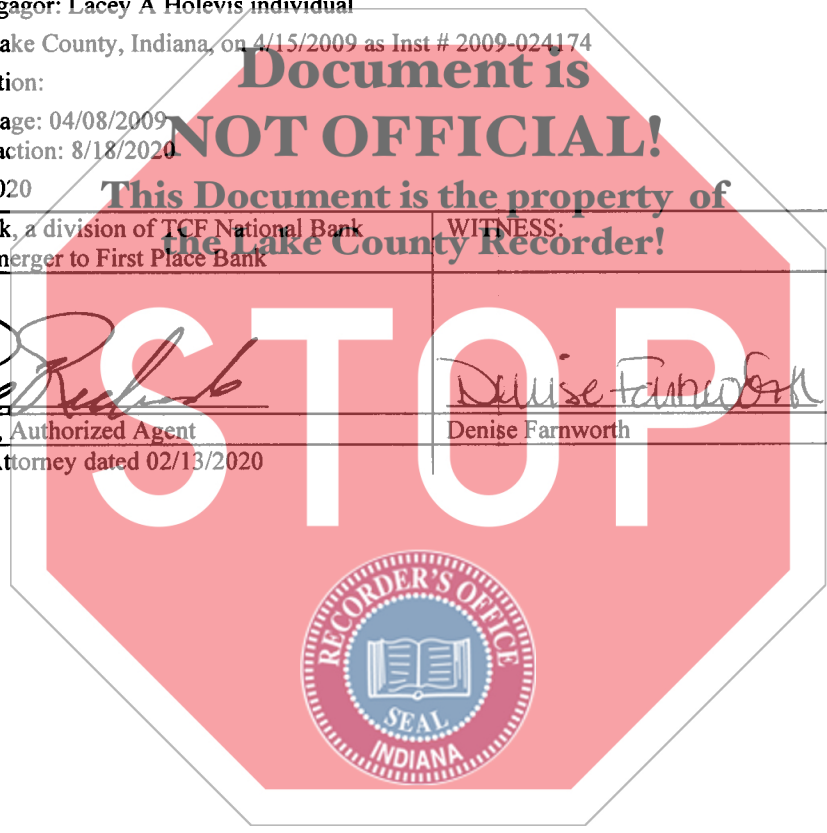 gagor: Lacey A Holevis individual
ake County, Indiana, on 4/15/2009 as Inst # 2009-024174
Document is
tion:
age: 04/08/2009
NOT OFFICIAL!
action: 8/18/2020
020
This Document is the property of
k, a division of TCF National Bank
WITNESS:
the Lake County Recorder!
merger to First Place Bank
STOP
Denise Farnworth
Authorized Agent
Denise Farnworth
ttorney dated 02/13/2020
RECORDER'S OFFICE
SEAL
INDIANA